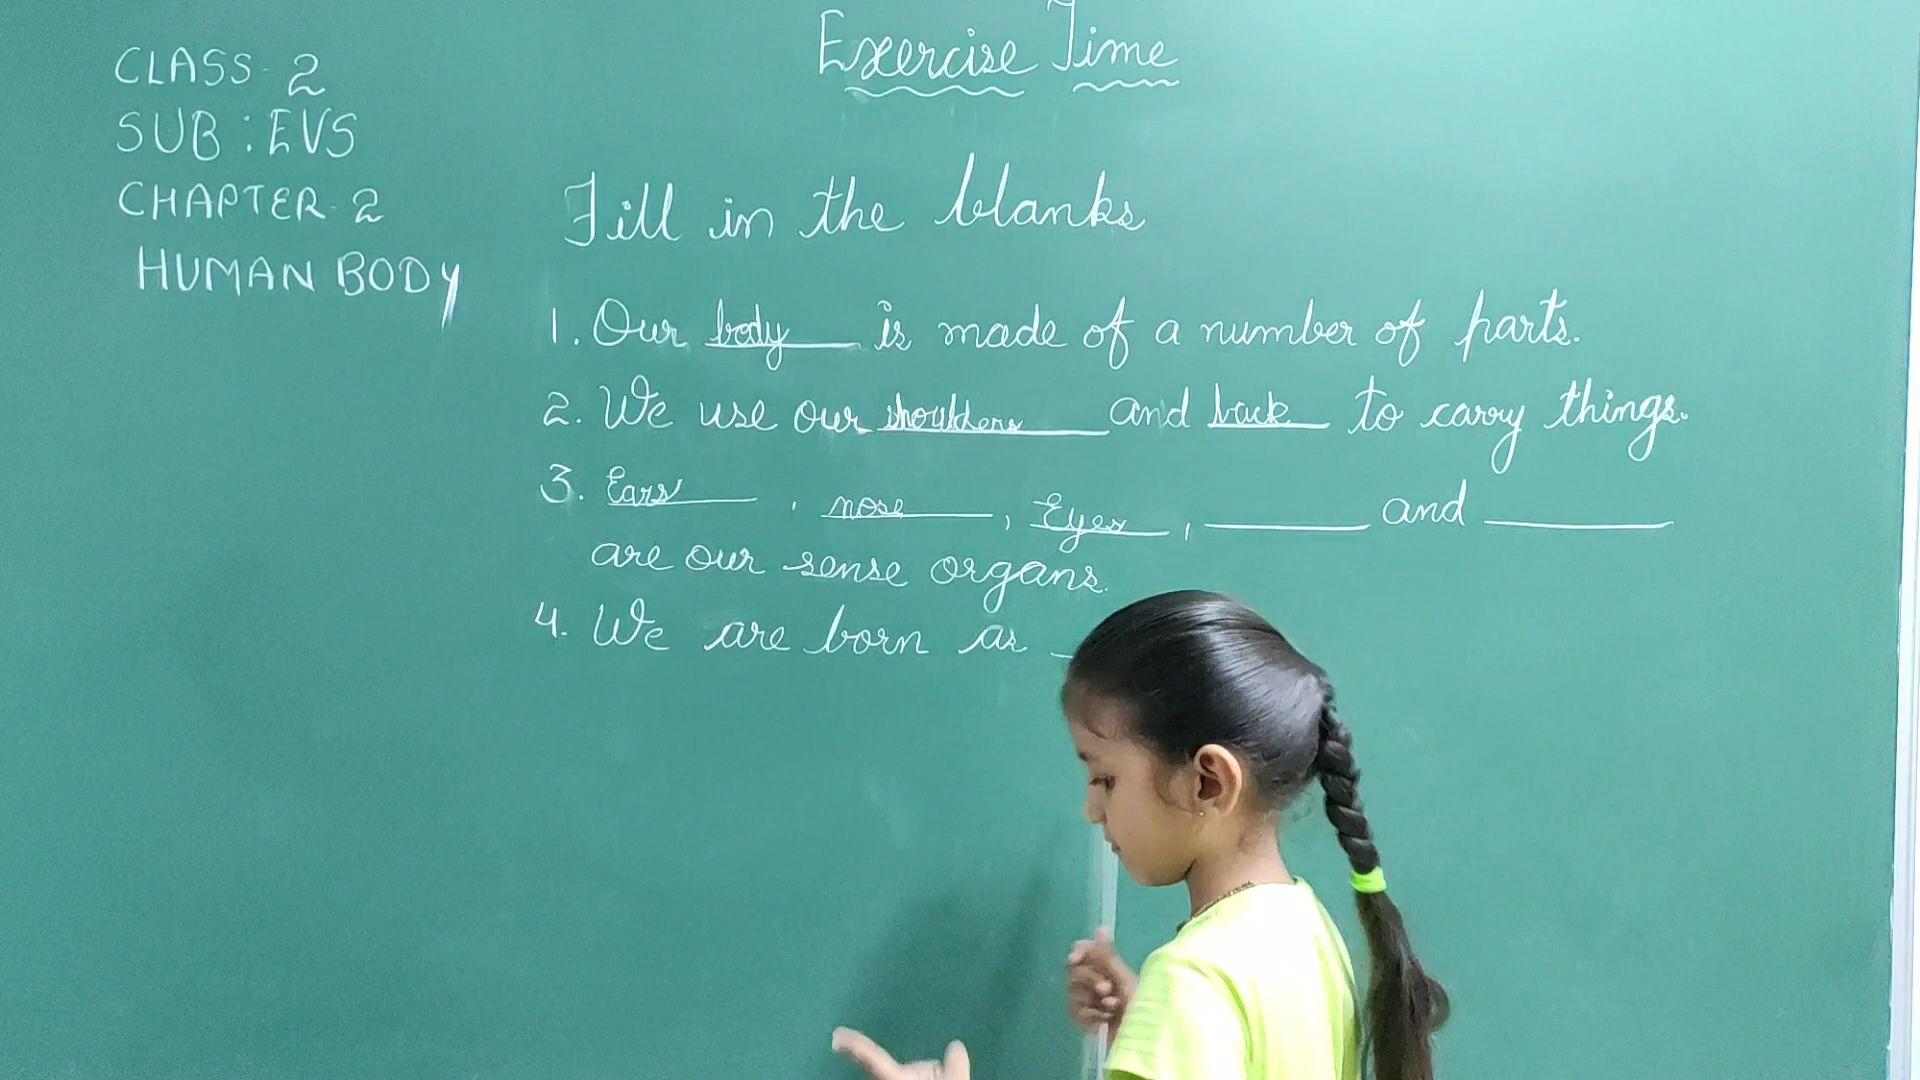 CLASS-2
SUB : EVS
CHAPTER-2
HUMAN BODY
Exercise Time
Fill in the blanks
1. Our body is made of a number of parts.
2. We use our shoulders and back to carry things.
3. Ears, nose, Eyes, ______ and ______
are our sense organs.
4. We are born as _